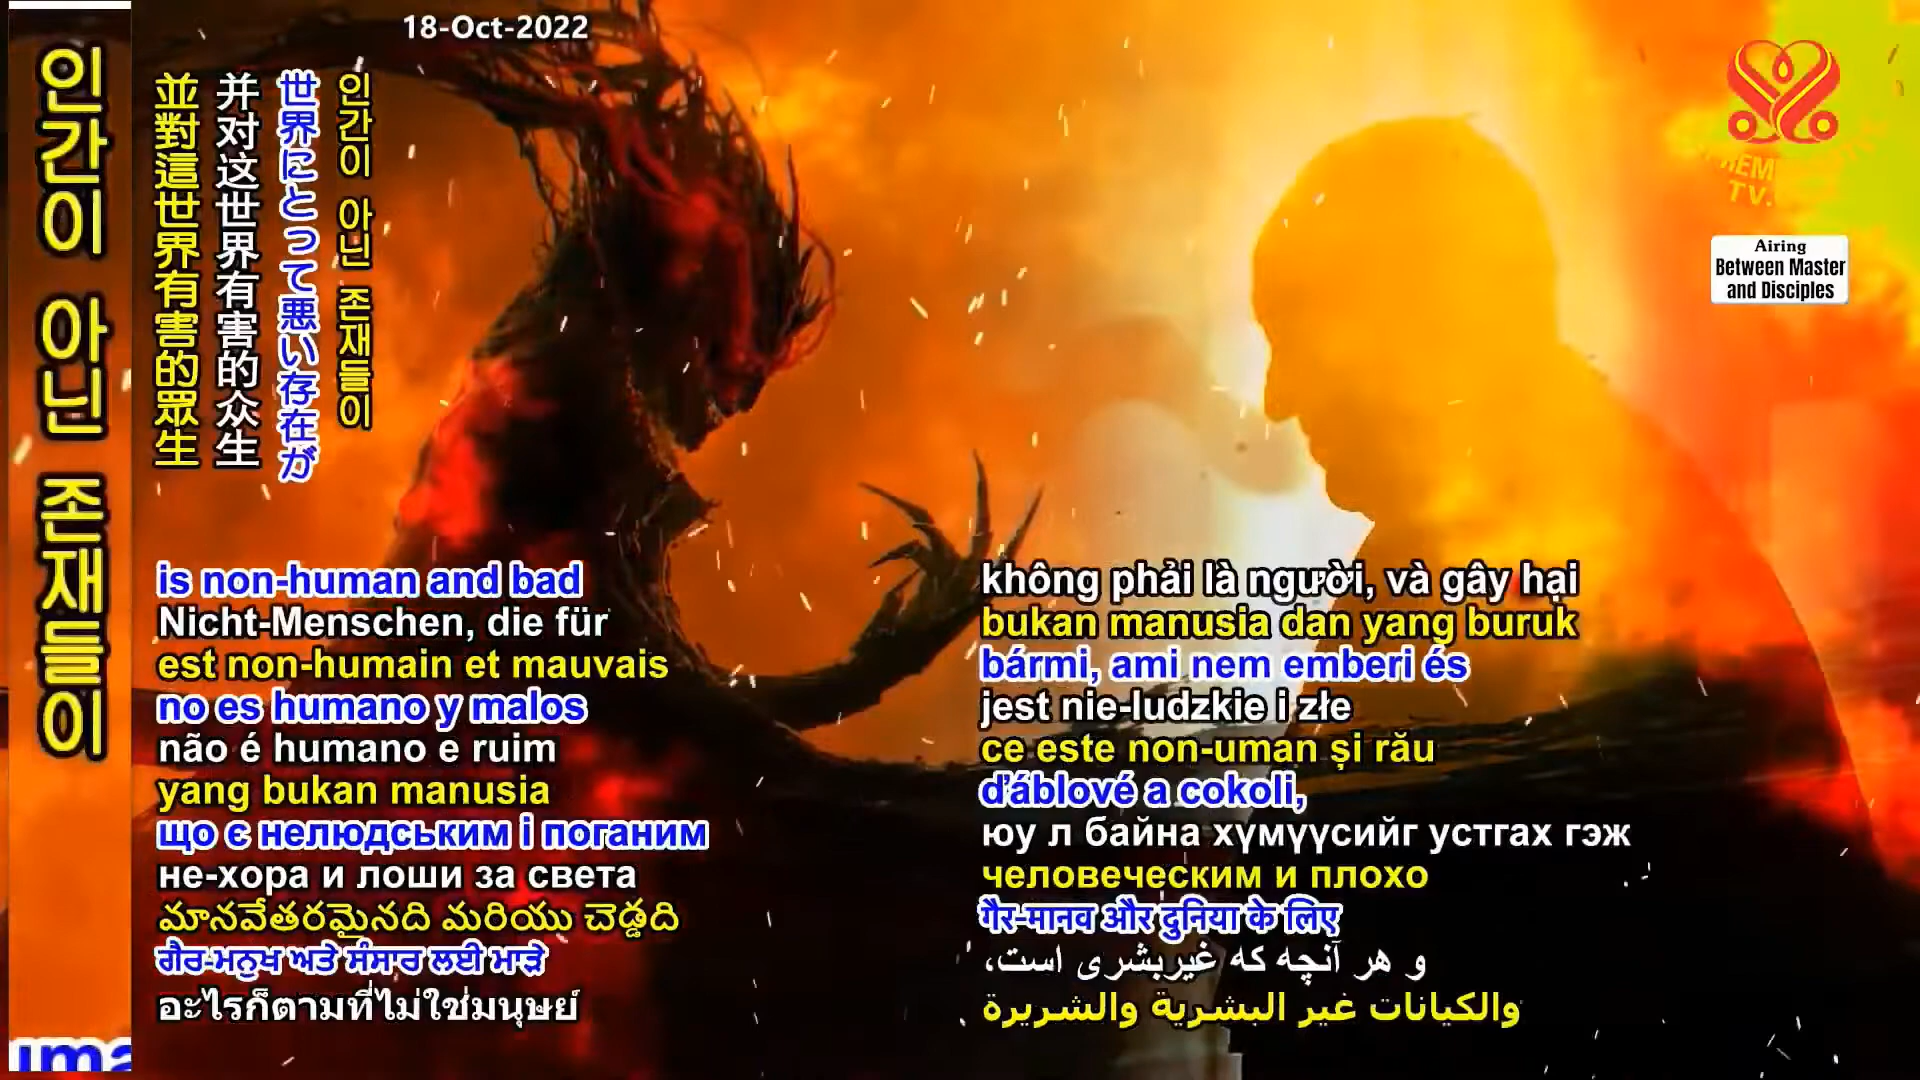 18-Oct-2022
인간이 아닌 존재들이
並對這世界有害的眾生
并对这世界有害的众生
世界にとって悪い存在が
인간이 아닌 존재들이
TV.
Airing
Between Master
and Disciples
is non-human and bad
Nicht-Menschen, die für
est non-humain et mauvais
no es humano y malos
não é humano e ruim
yang bukan manusia
що є нелюдським і поганим
не-хора и лоши за света
మానవేతరమైనది మరియు చెడ్డది
ਗੈਰ-ਮਨੁਖ ਅਤੇ ਸੰਸਾਰ ਲਈ ਮਾੜੇ
อะไรก็ตามที่ไม่ใช่มนุษย์
không phải là người, và gây hại
bukan manusia dan yang buruk
bármi, ami nem emberi és
jest nie-ludzkie i złe
ce este non-uman și rău
ďáblové a cokoli,
юу л байна хүмүүсийг устгах гэж
человеческим и плохо
गैर-मानव और दुनिया के लिए
و هر آنچه که غیربشری است،
والكيانات غير البشرية والشريرة